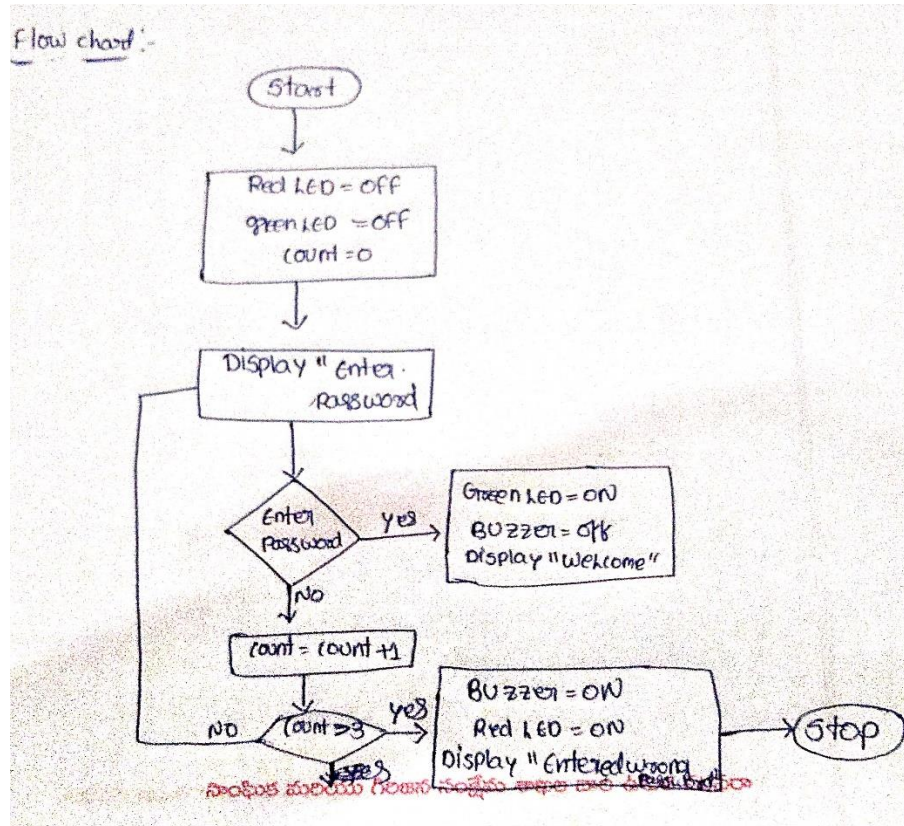 Flow chart:-
Start
Red LED = OFF
green LED = OFF
count = 0
Display " Enter.
password
Enter
password
yes
Green LED = ON
BUZZER = Off
Display "Welcome"
NO
count = count +1
Count =>3
NO
yes
BUZZER = ON
Red LED = ON
Display "Entered wrong
Stop
సాంఘిక మరియు గిరిజన సంక్షేమ